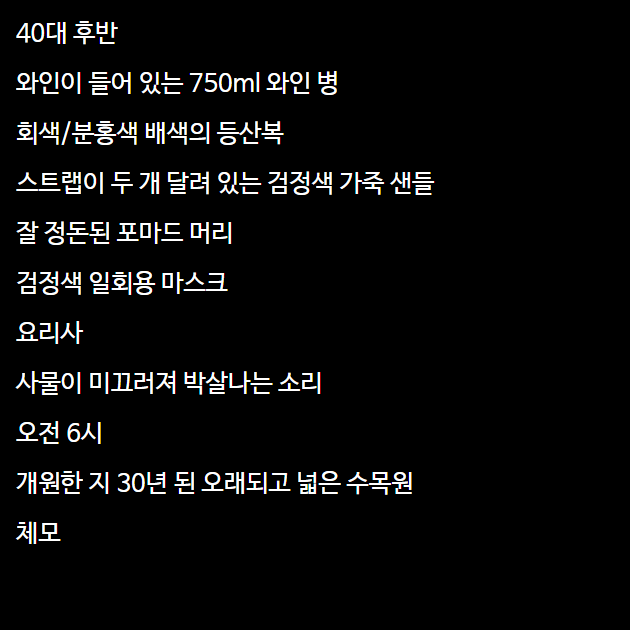 40대 후반
와인이 들어 있는 750ml 와인 병
회색/분홍색 배색의 등산복
스트랩이 두 개 달려 있는 검정색 가죽 샌들
잘 정돈된 포마드 머리
검정색 일회용 마스크
요리사
사물이 미끄러져 박살나는 소리
오전 6시
개원한 지 30년 된 오래되고 넓은 수목원
체모